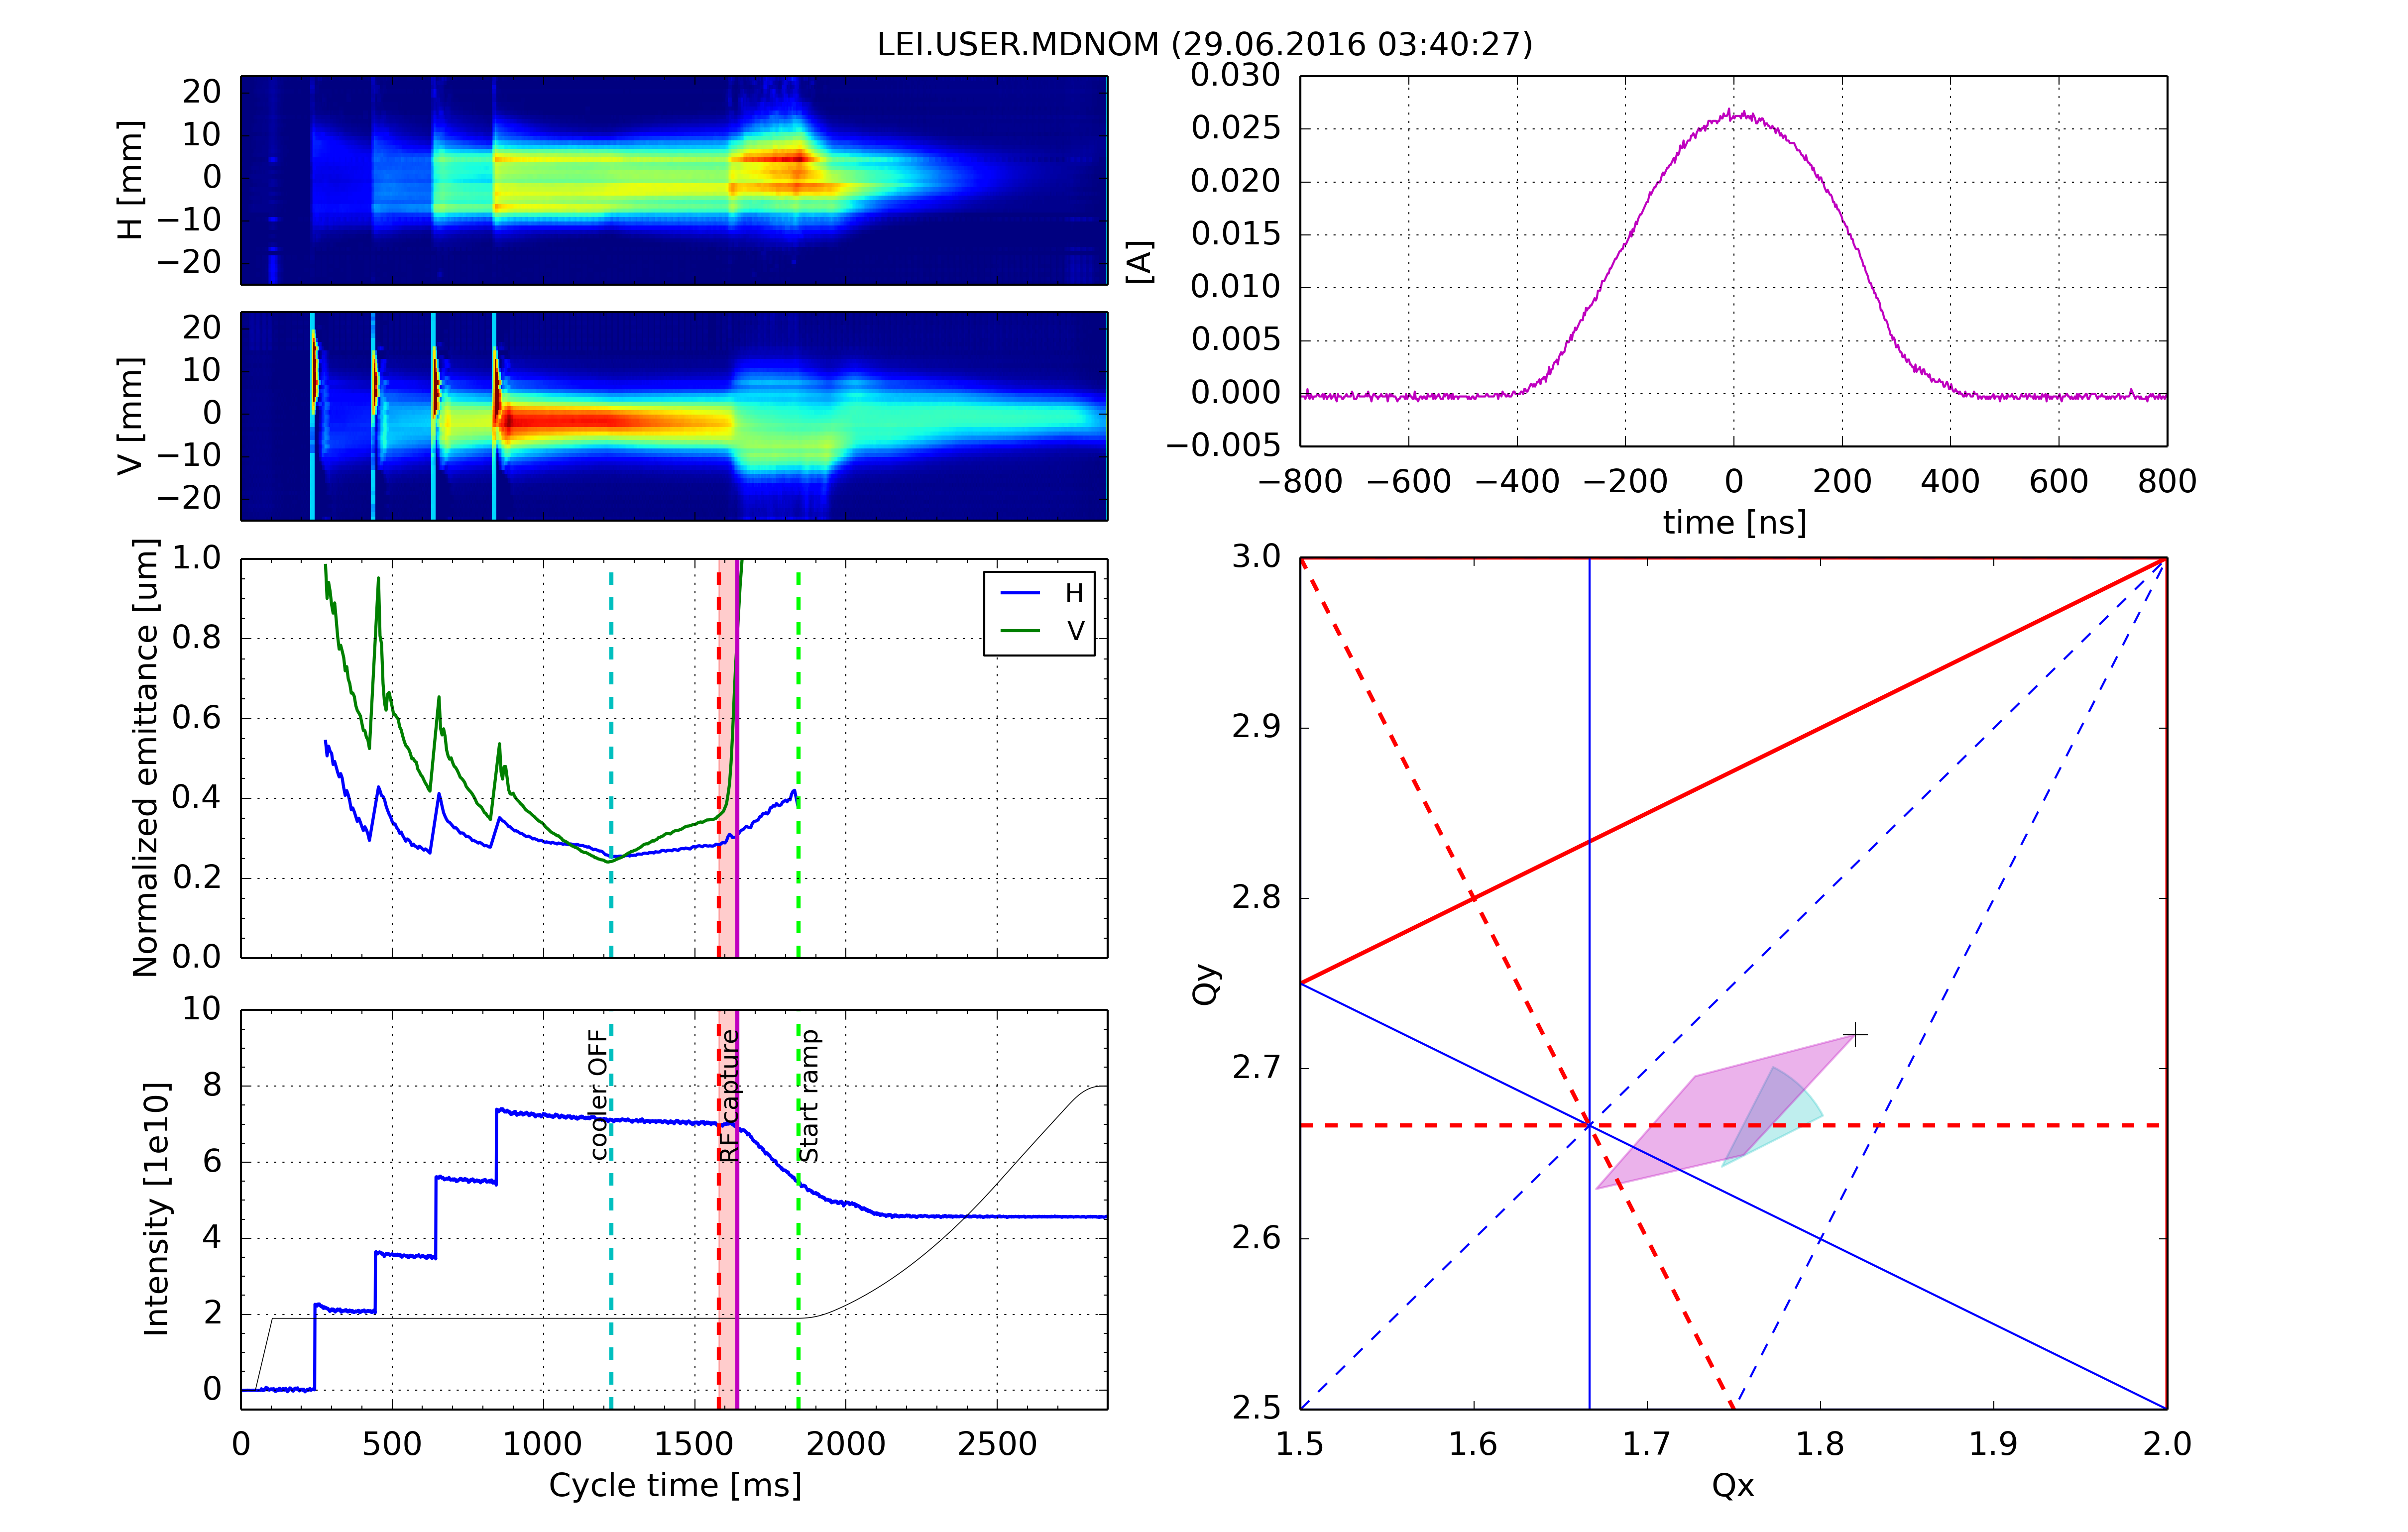 LEI.USER.MDNOM (29.06.2016 03:40:27)
H [mm]
20
10
0
−10
−20
V [mm]
20
10
0
−10
−20
Normalized emittance [um]
1.0
0.8
0.6
0.4
0.2
0.0
H
V
Intensity [1e10]
10
8
6
4
2
0
cooler OFF
RF capture
Start ramp
0 500 1000 1500 2000 2500
Cycle time [ms]
[A]
0.030
0.025
0.020
0.015
0.010
0.005
0.000
−0.005
−800 −600 −400 −200 0 200 400 600 800
time [ns]
Qy
3.0
2.9
2.8
2.7
2.6
2.5
1.5 1.6 1.7 1.8 1.9 2.0
Qx